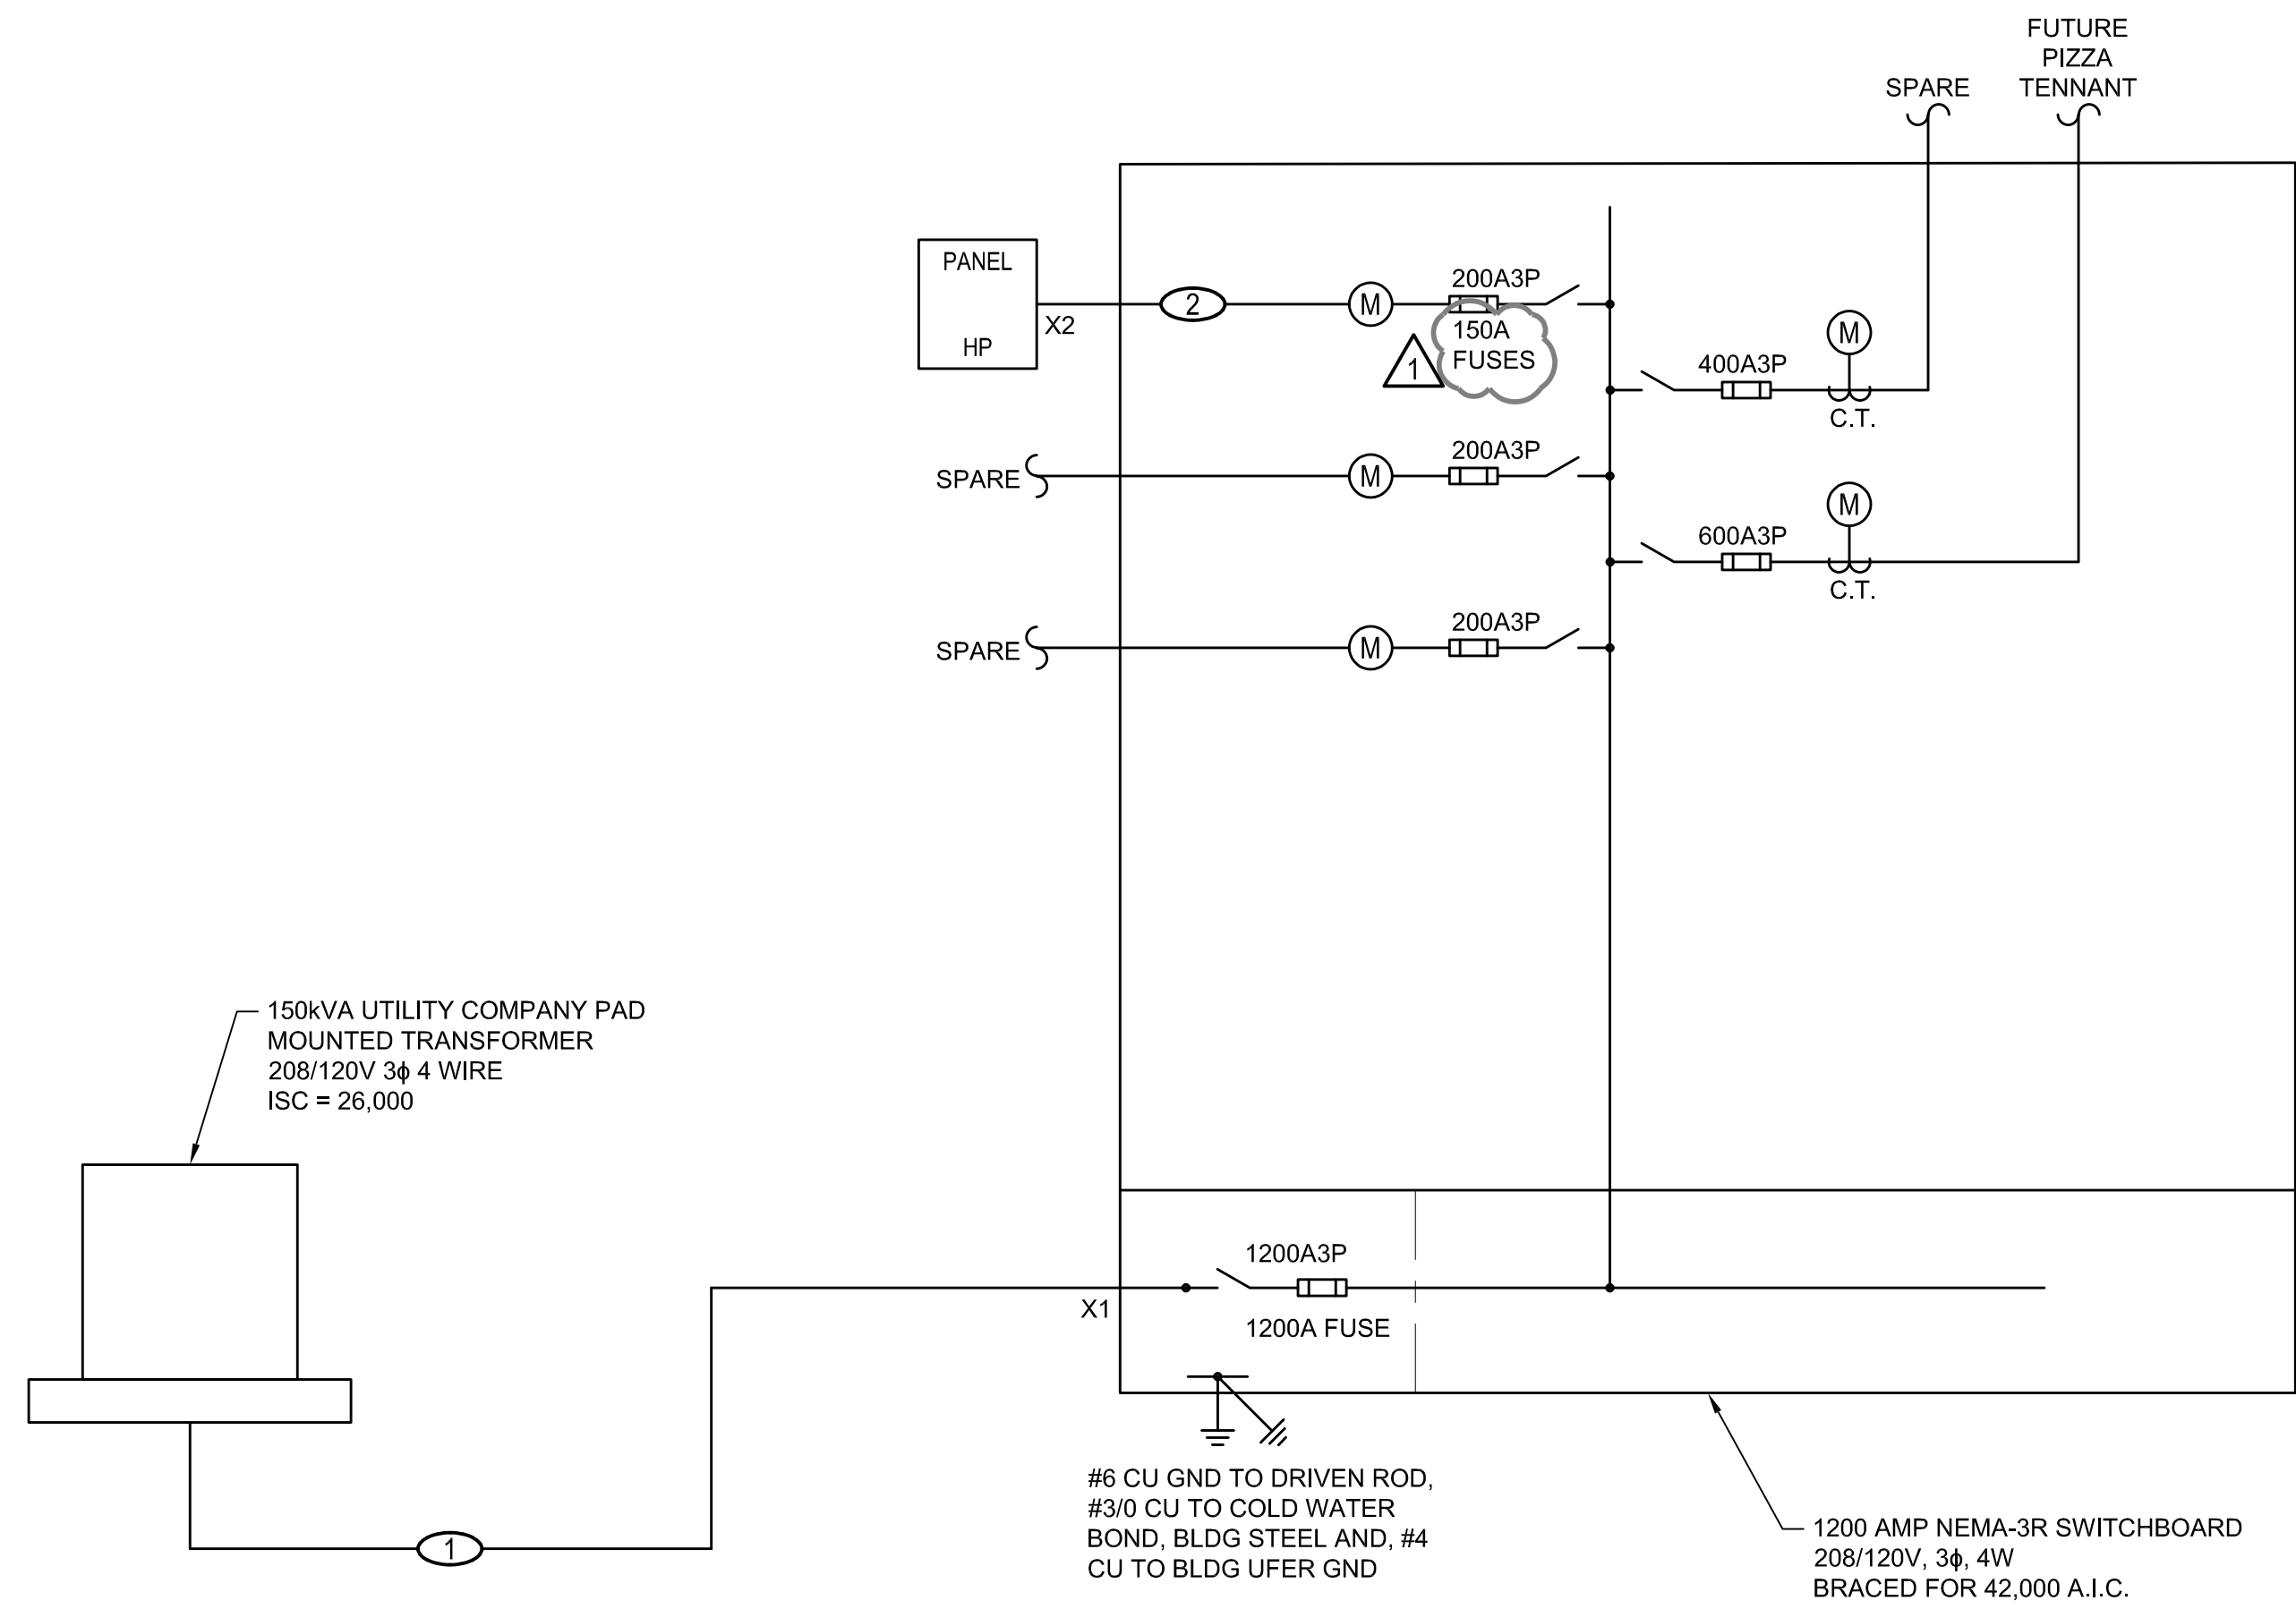 FUTURE
PIZZA
TENNANT
SPARE
PANEL
HP
X2
2
M
200A3P
150A
FUSES
1
M
400A3P
C.T.
SPARE
M
200A3P
M
600A3P
C.T.
SPARE
M
200A3P
150kVA UTILITY COMPANY PAD
MOUNTED TRANSFORMER
208/120V 3ϕ 4 WIRE
ISC = 26,000
1200A3P
X1
1200A FUSE
#6 CU GND TO DRIVEN ROD,
#3/0 CU TO COLD WATER
BOND, BLDG STEEL AND, #4
CU TO BLDG UFER GND
1
1200 AMP NEMA-3R SWITCHBOARD
208/120V, 3ϕ, 4W
BRACED FOR 42,000 A.I.C.